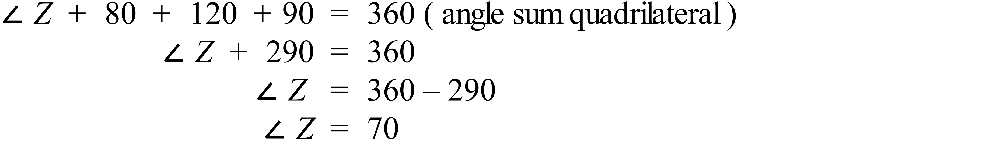 ∠ Z + 80 + 120 + 90 = 360 ( angle sum quadrilateral )
∠ Z + 290 = 360
∠ Z = 360 – 290
∠ Z = 70